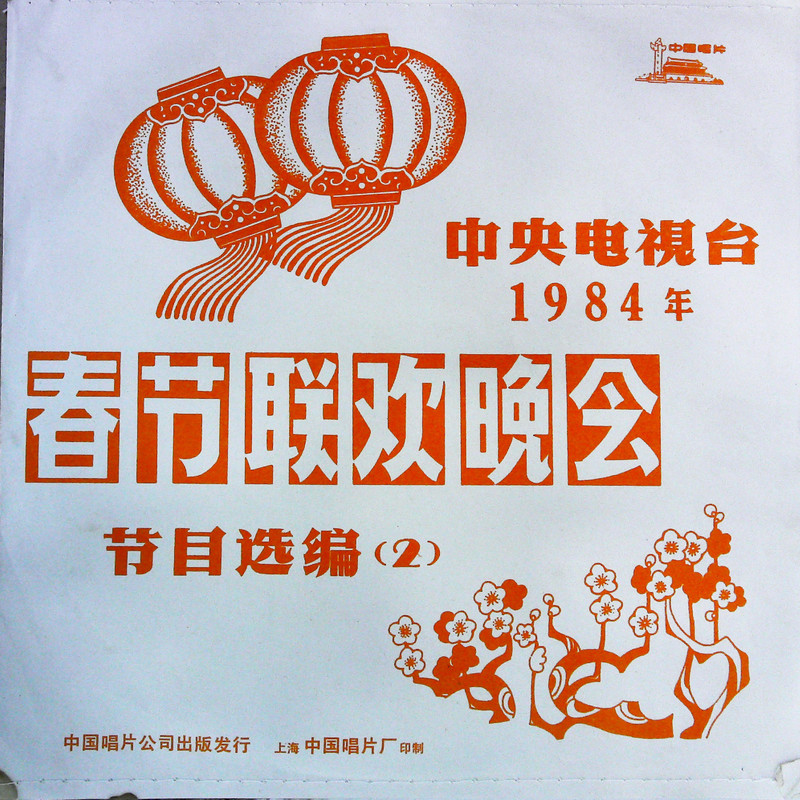 中国唱片
中央电視台
1984年
春节联欢晚会
节目选编(2)
中国唱片公司出版发行 上海 中国唱片厂 印制